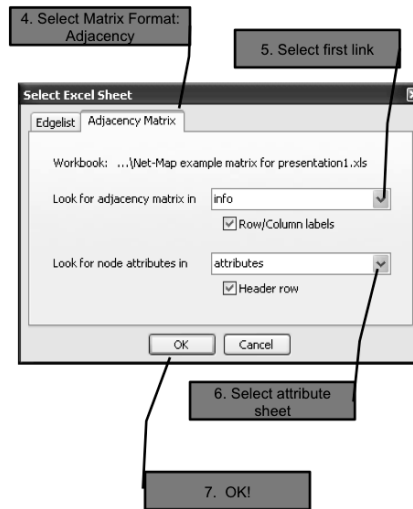 4. Select Matrix Format:
Adjacency
5. Select first link
Select Excel Sheet
Edgelist
Adjacency Matrix
Workbook: ...\Net-Map example matrix for presentation1.xls
Look for adjacency matrix in
info
Row/Column labels
Look for node attributes in
attributes
Header row
OK
Cancel
6. Select attribute
sheet
7. OK!